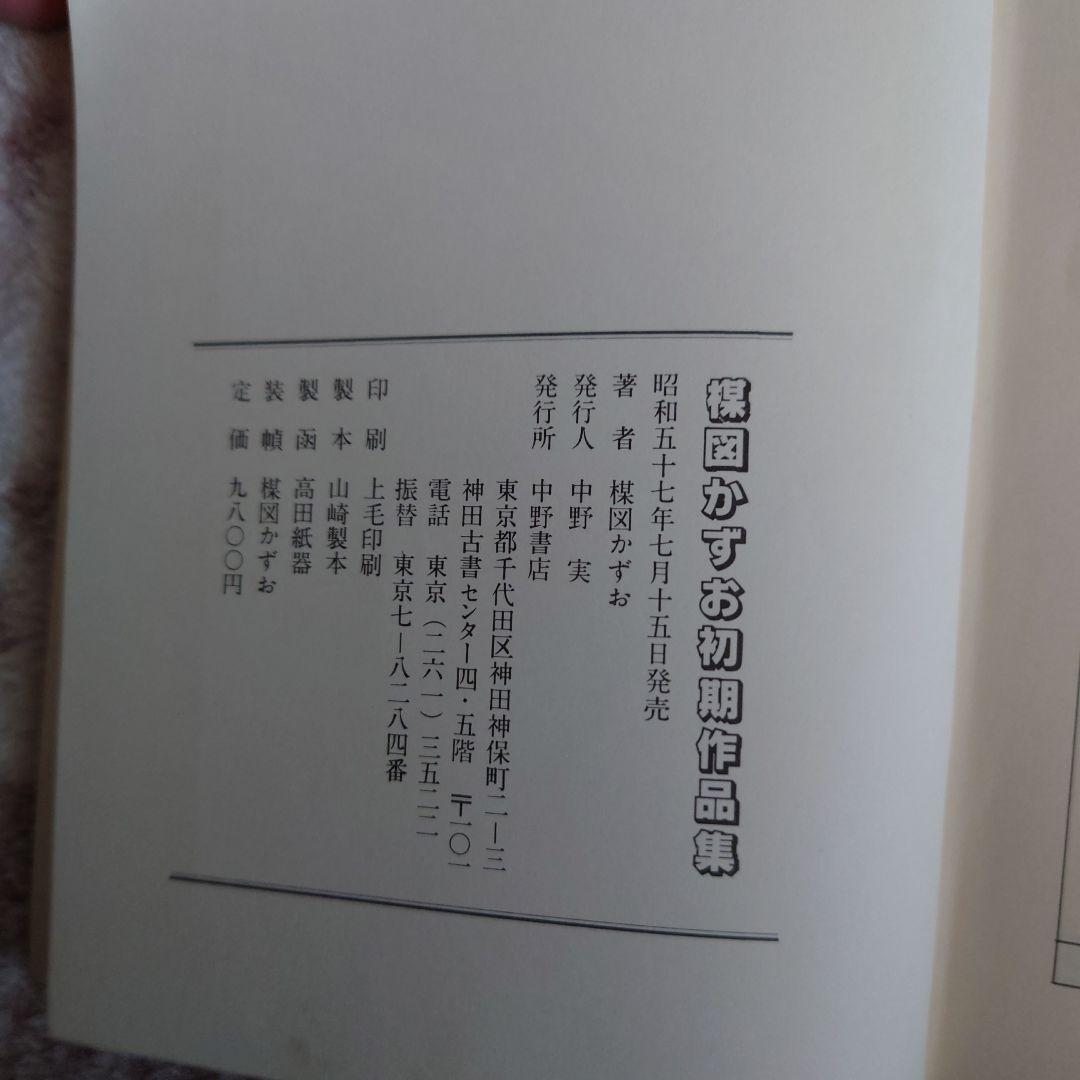 楳図かずお初期作品集
昭和五十七年七月十五日発売
著者 楳図かずお
発行人 中野 実
発行所 中野書店
東京都千代田区神田神保町二―三
神田古書センター四・五階 〒一〇一
電話 東京(二六一)三五二二
振替 東京七―八二八四番
印刷 上毛印刷
製本 山崎製本
製函 高田紙器
装幀 楳図かずお
定価 九八〇〇円